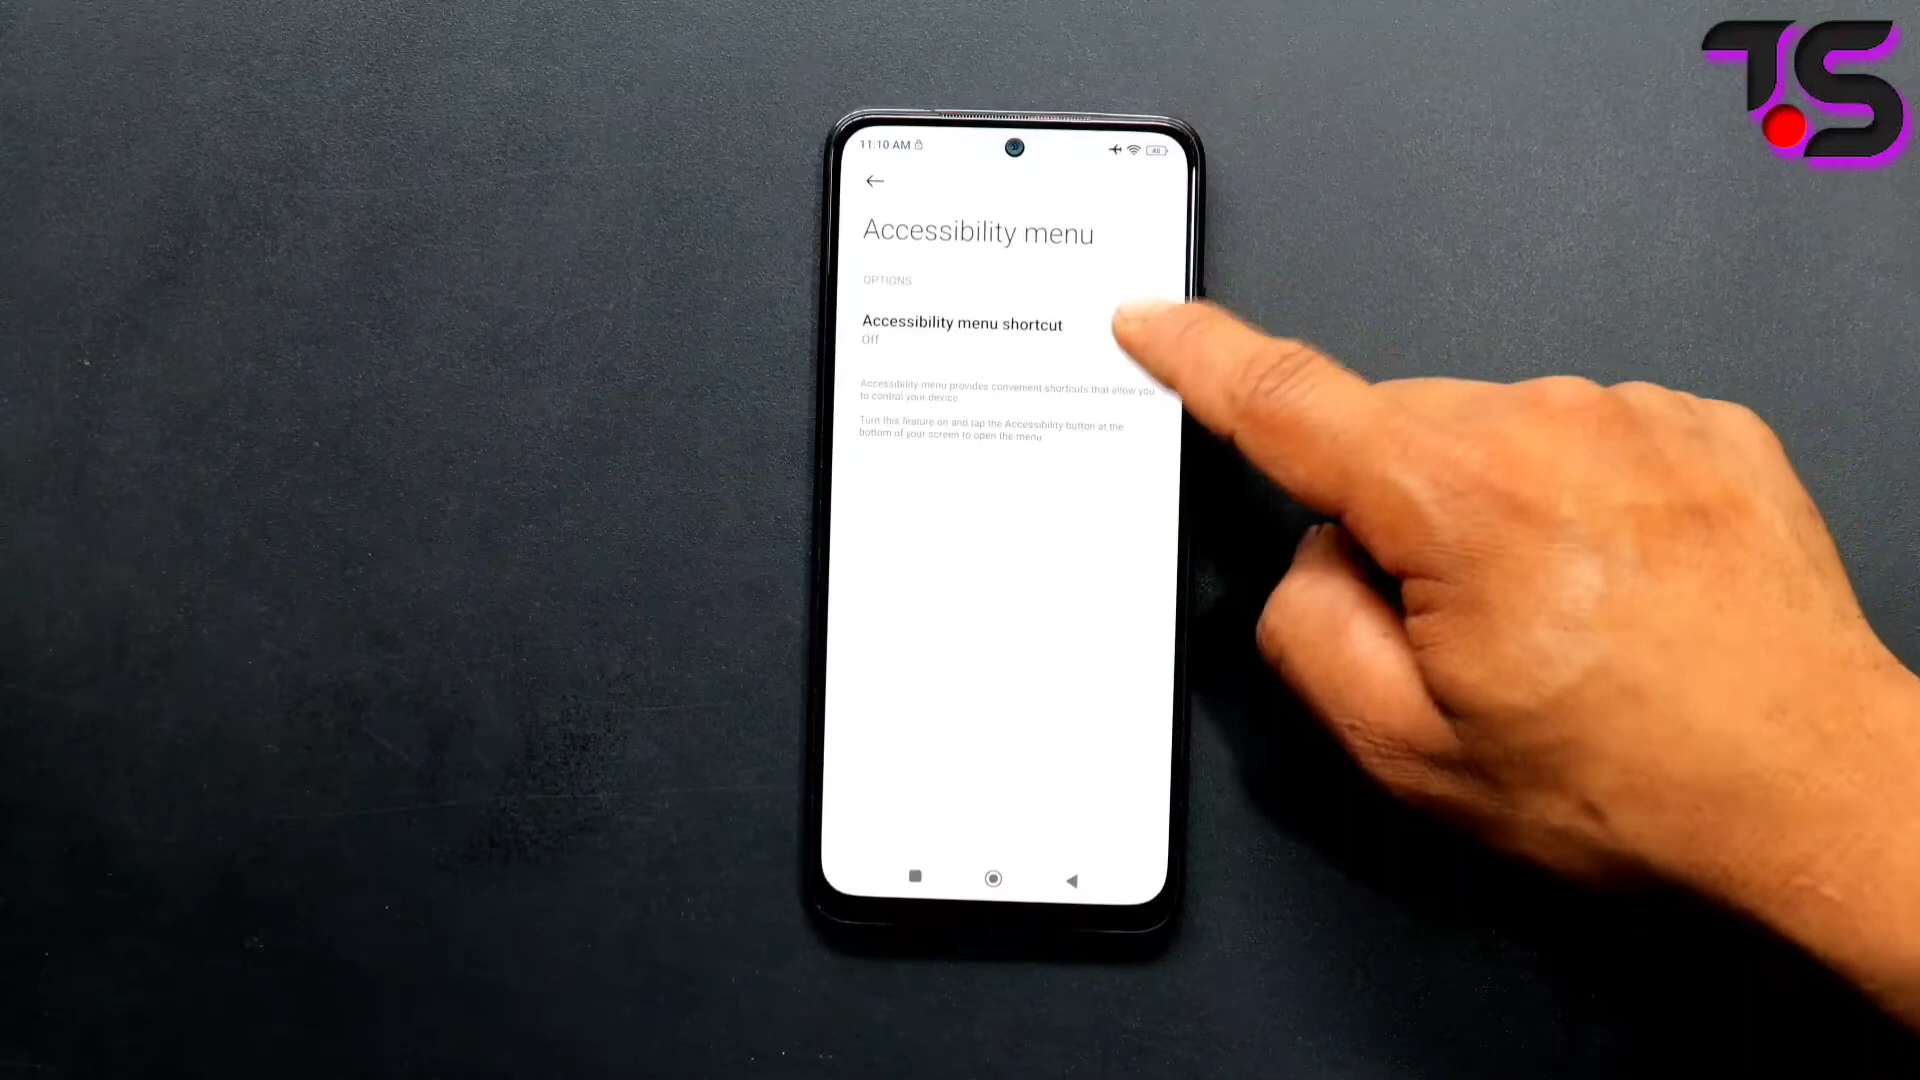 T.S
11:10 AM
46
Accessibility menu
OPTIONS
Accessibility menu shortcut
Off
Accessibility menu provides convenient shortcuts that allow you
to control your device.
Turn this feature on and tap the Accessibility button at the
bottom of your screen to open the menu